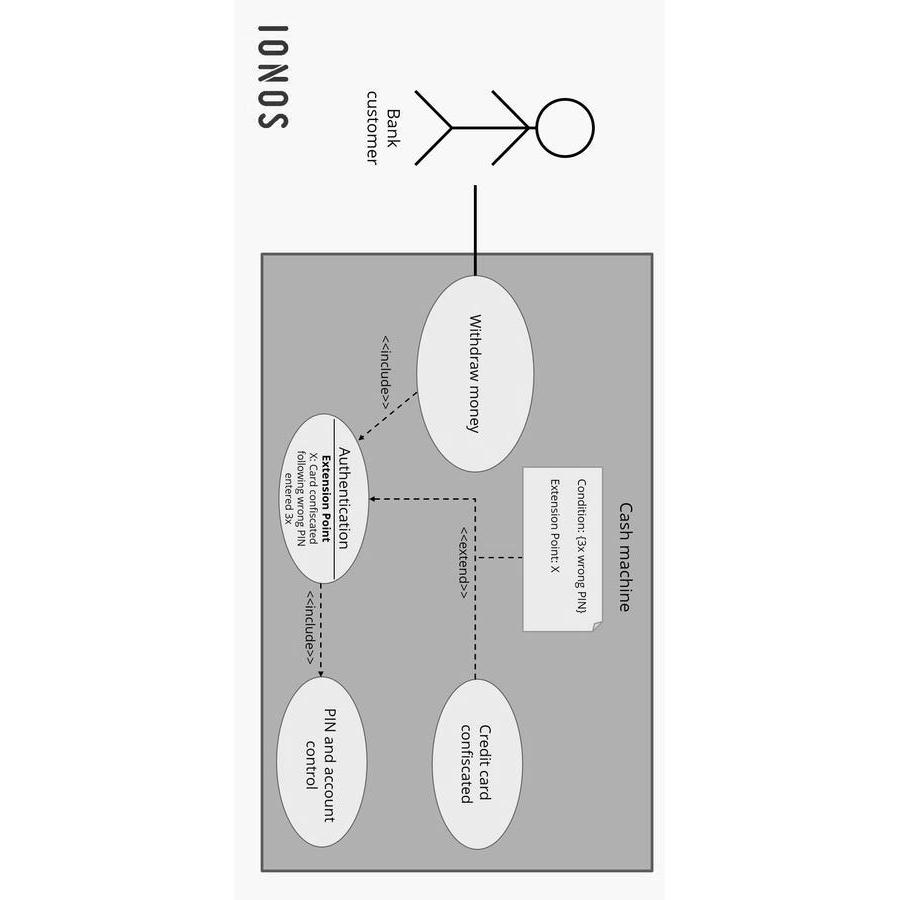 Cash machine
Condition: {3x wrong PIN}
Extension Point: X
Bank
customer
Withdraw money
<<extend>>
Credit card
confiscated
<<include>>
Authentication
Extension Point
X: Card confiscated
following wrong PIN
entered 3x
<<include>>
PIN and account
control
IONOS